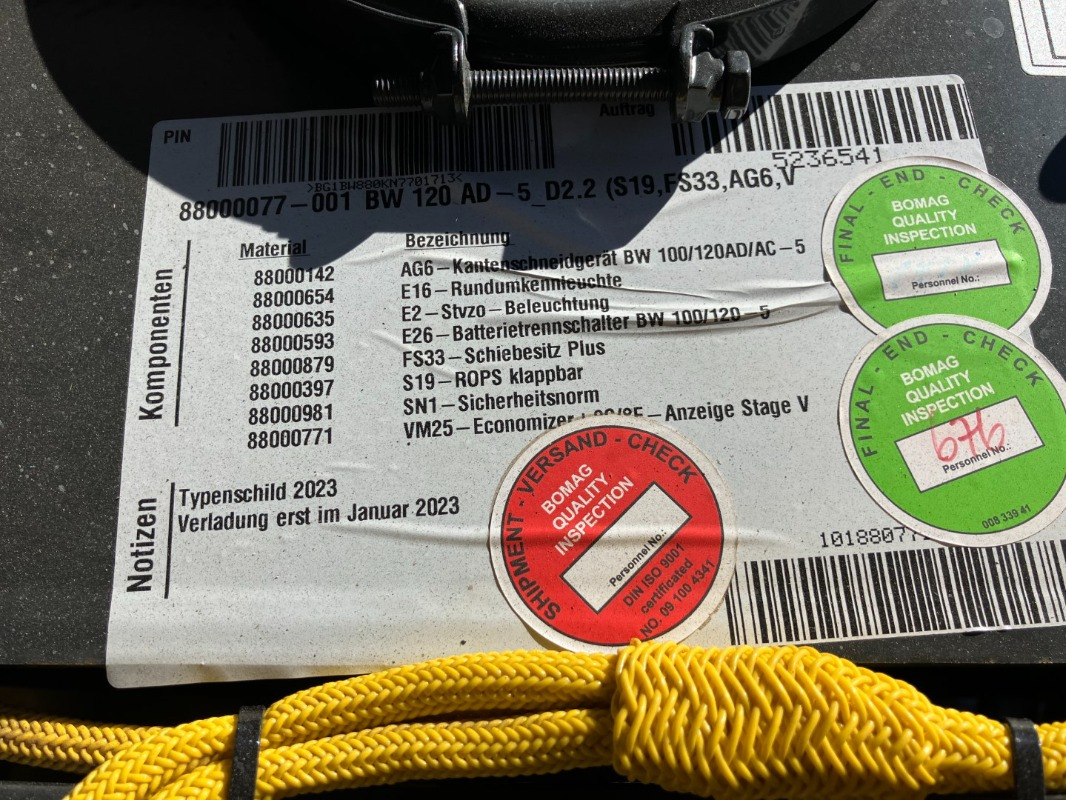 PIN
Auftrag
5236541
>BG1BW880KN7701713<
88000077-001 BW 120 AD-5_D2.2 (S19,FS33,AG6,V
Komponenten
Material
Bezeichnung
88000142
AG6-Kantenschneidgerät BW 100/120AD/AC-5
88000654
E16-Rundumkennleuchte
88000635
E2-Stvzo-Beleuchtung
88000593
E26-Batterietrennschalter BW 100/120-5
88000879
FS33-Schiebesitz Plus
88000397
S19-ROPS klappbar
88000981
SN1-Sicherheitsnorm
88000771
VM25-Economizer
-Anzeige Stage V
Notizen
Typenschild 2023
Verladung erst im Januar 2023
FINAL - END - CHECK
BOMAG
QUALITY
INSPECTION
Personnel No.:
FINAL - END - CHECK
BOMAG
QUALITY
INSPECTION
676
Personnel No.:
008 339 41
SHIPMENT - VERSAND - CHECK
BOMAG
QUALITY
INSPECTION
Personnel No.:
DIN ISO 9001
certificated
NO. 09 100 4341
1018807